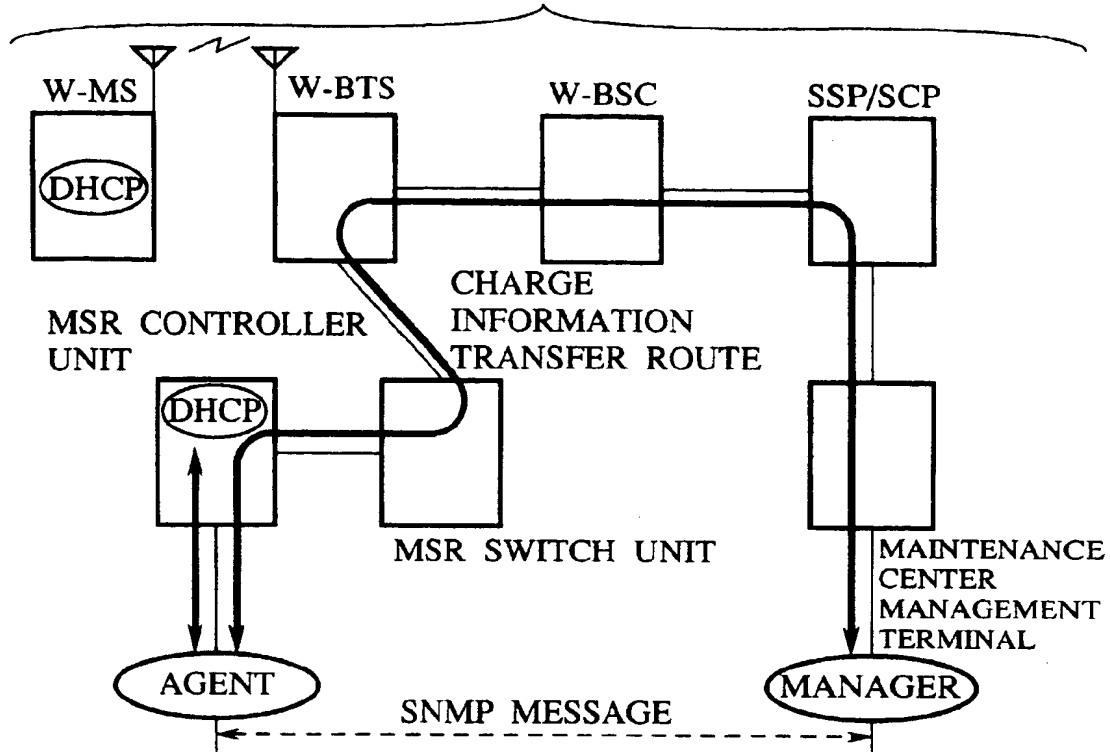 W-MS
W-BTS
W-BSC
SSP/SCP
DHCP
CHARGE
INFORMATION
TRANSFER ROUTE
MSR CONTROLLER
UNIT
DHCP
MSR SWITCH UNIT
MAINTENANCE
CENTER
MANAGEMENT
TERMINAL
AGENT
MANAGER
SNMP MESSAGE